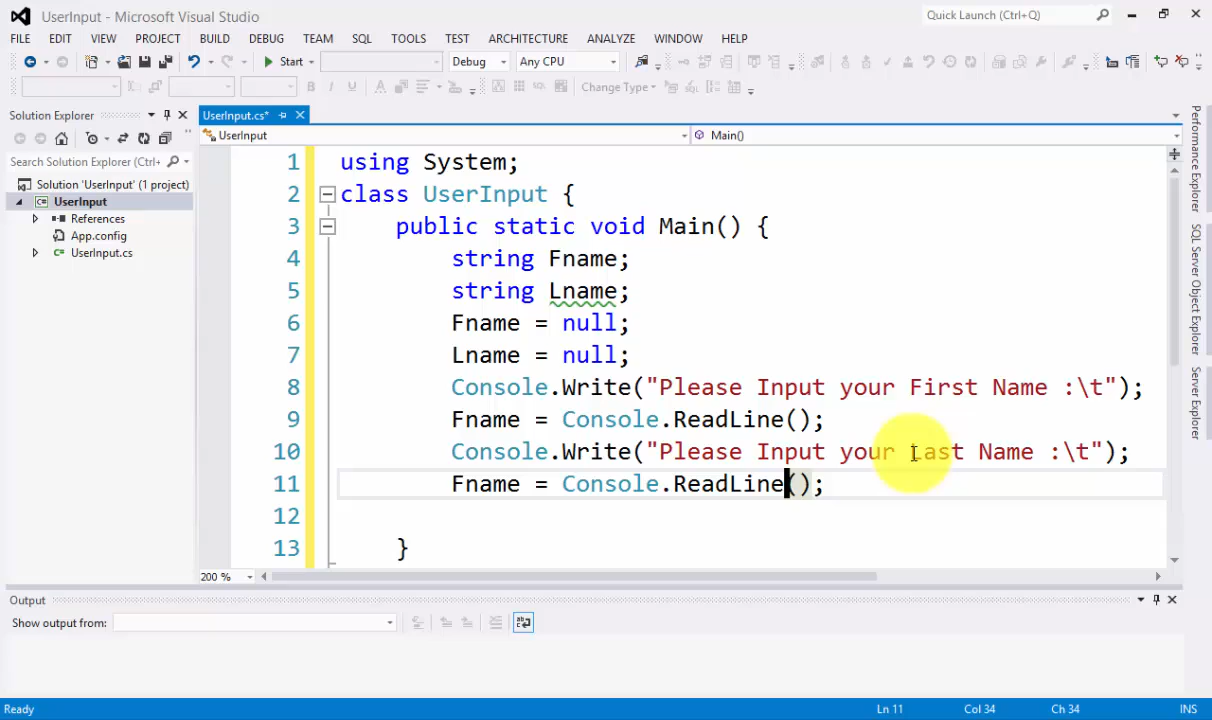 UserInput - Microsoft Visual Studio
Quick Launch (Ctrl+Q)
FILE EDIT VIEW PROJECT BUILD DEBUG TEAM SQL TOOLS TEST ARCHITECTURE ANALYZE WINDOW HELP
Start Debug Any CPU
Change Type
Solution Explorer
UserInput.cs*
UserInput
Main()
Search Solution Explorer (Ctrl+
Solution 'UserInput' (1 project)
UserInput
References
App.config
UserInput.cs
1 using System;
2 class UserInput {
3 public static void Main() {
4 string Fname;
5 string Lname;
6 Fname = null;
7 Lname = null;
8 Console.Write("Please Input your First Name :\t");
9 Fname = Console.ReadLine();
10 Console.Write("Please Input your Last Name :\t");
11 Fname = Console.ReadLine();
12
13 }
200 %
Performance Explorer
SQL Server Object Explorer
Server Explorer
Output
Show output from:
Ready
Ln 11 Col 34 Ch 34 INS